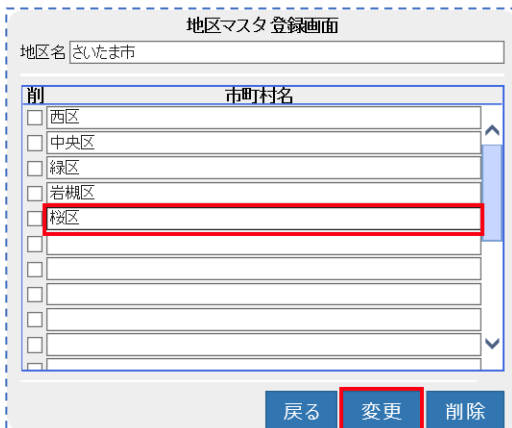 地区マスタ登録画面
地区名 さいたま市
削 市町村名
西区
中央区
緑区
岩槻区
桜区
戻る 変更 削除